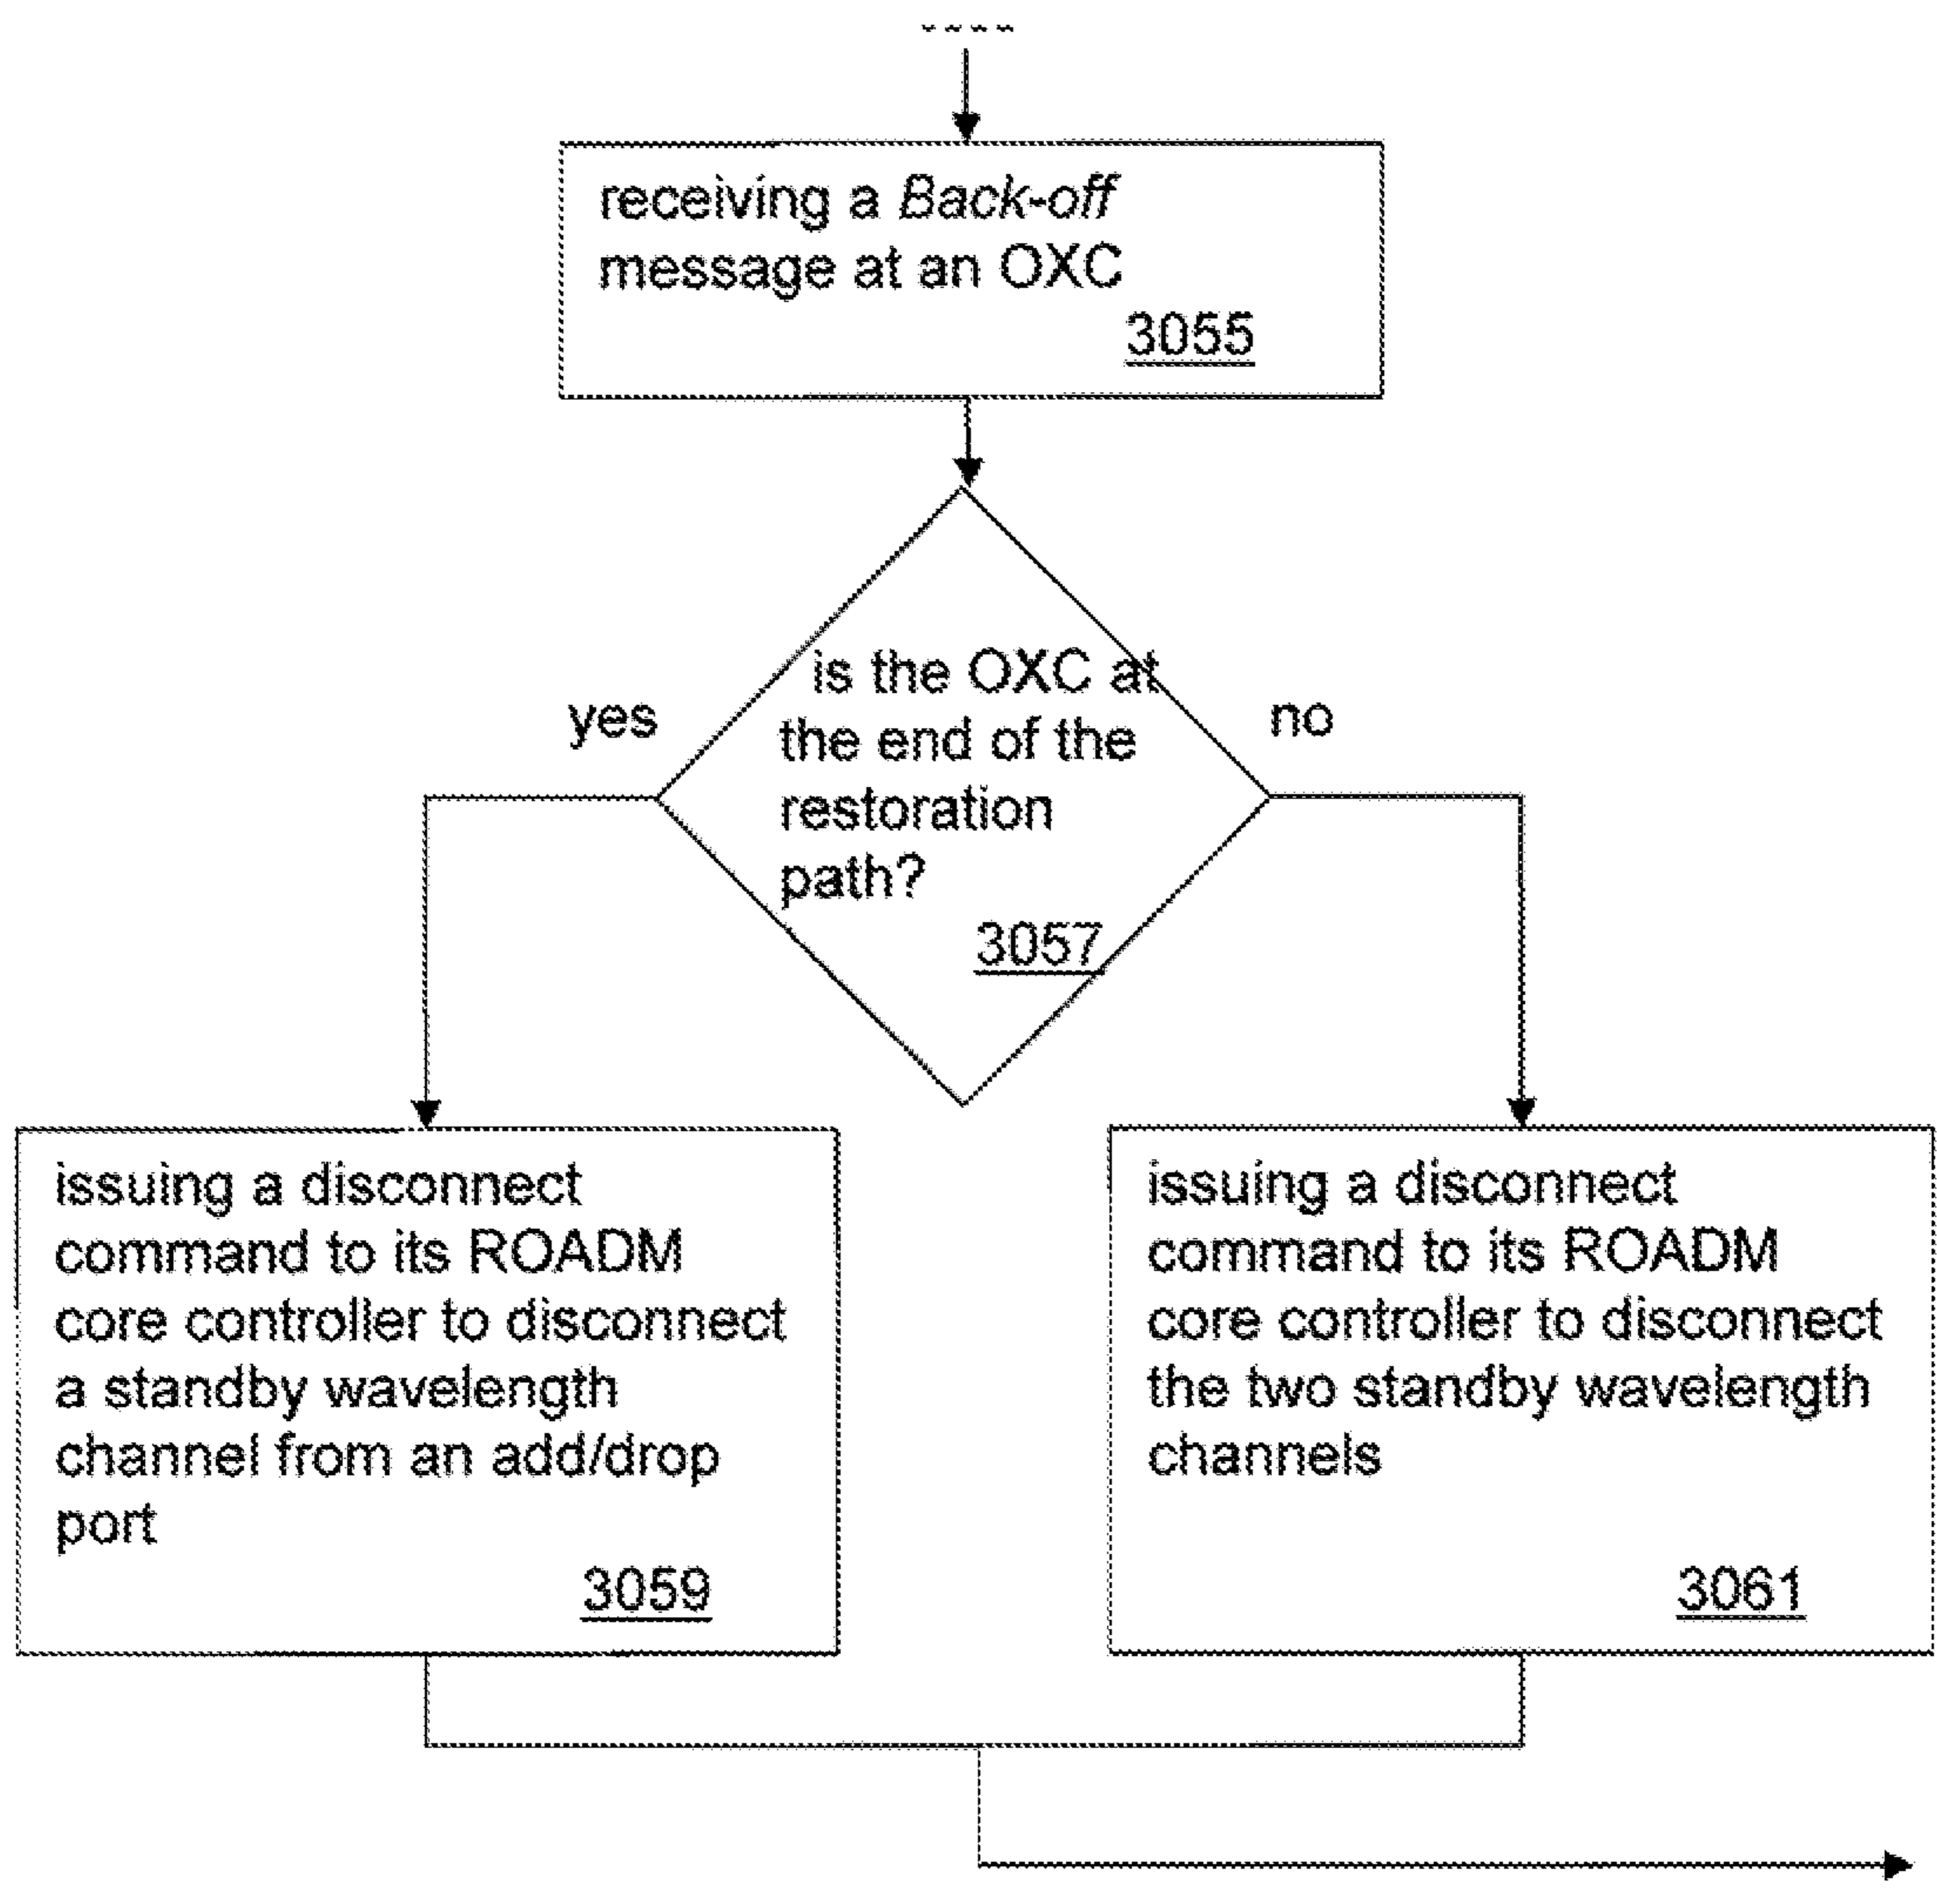 receiving a Back-off
message at an OXC
3055
is the OXC at
the end of the
restoration
path?
3057
yes
no
issuing a disconnect
command to its ROADM
core controller to disconnect
a standby wavelength
channel from an add/drop
port
3059
issuing a disconnect
command to its ROADM
core controller to disconnect
the two standby wavelength
channels
3061